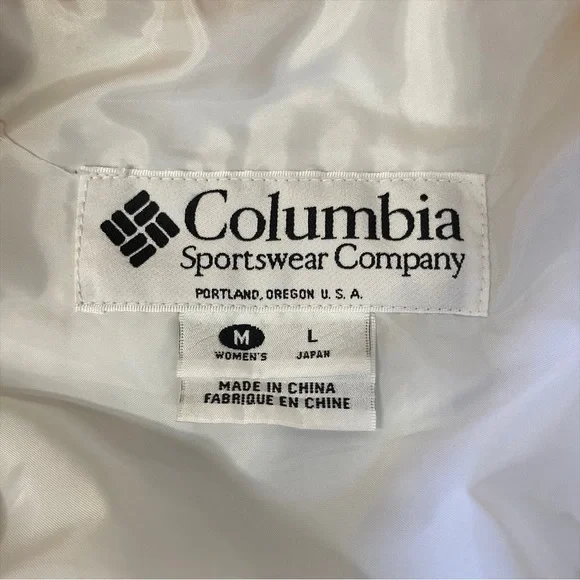 Columbia
Sportswear Company
PORTLAND, OREGON U. S. A.
M L
WOMEN'S JAPAN
MADE IN CHINA
FABRIQUE EN CHINE